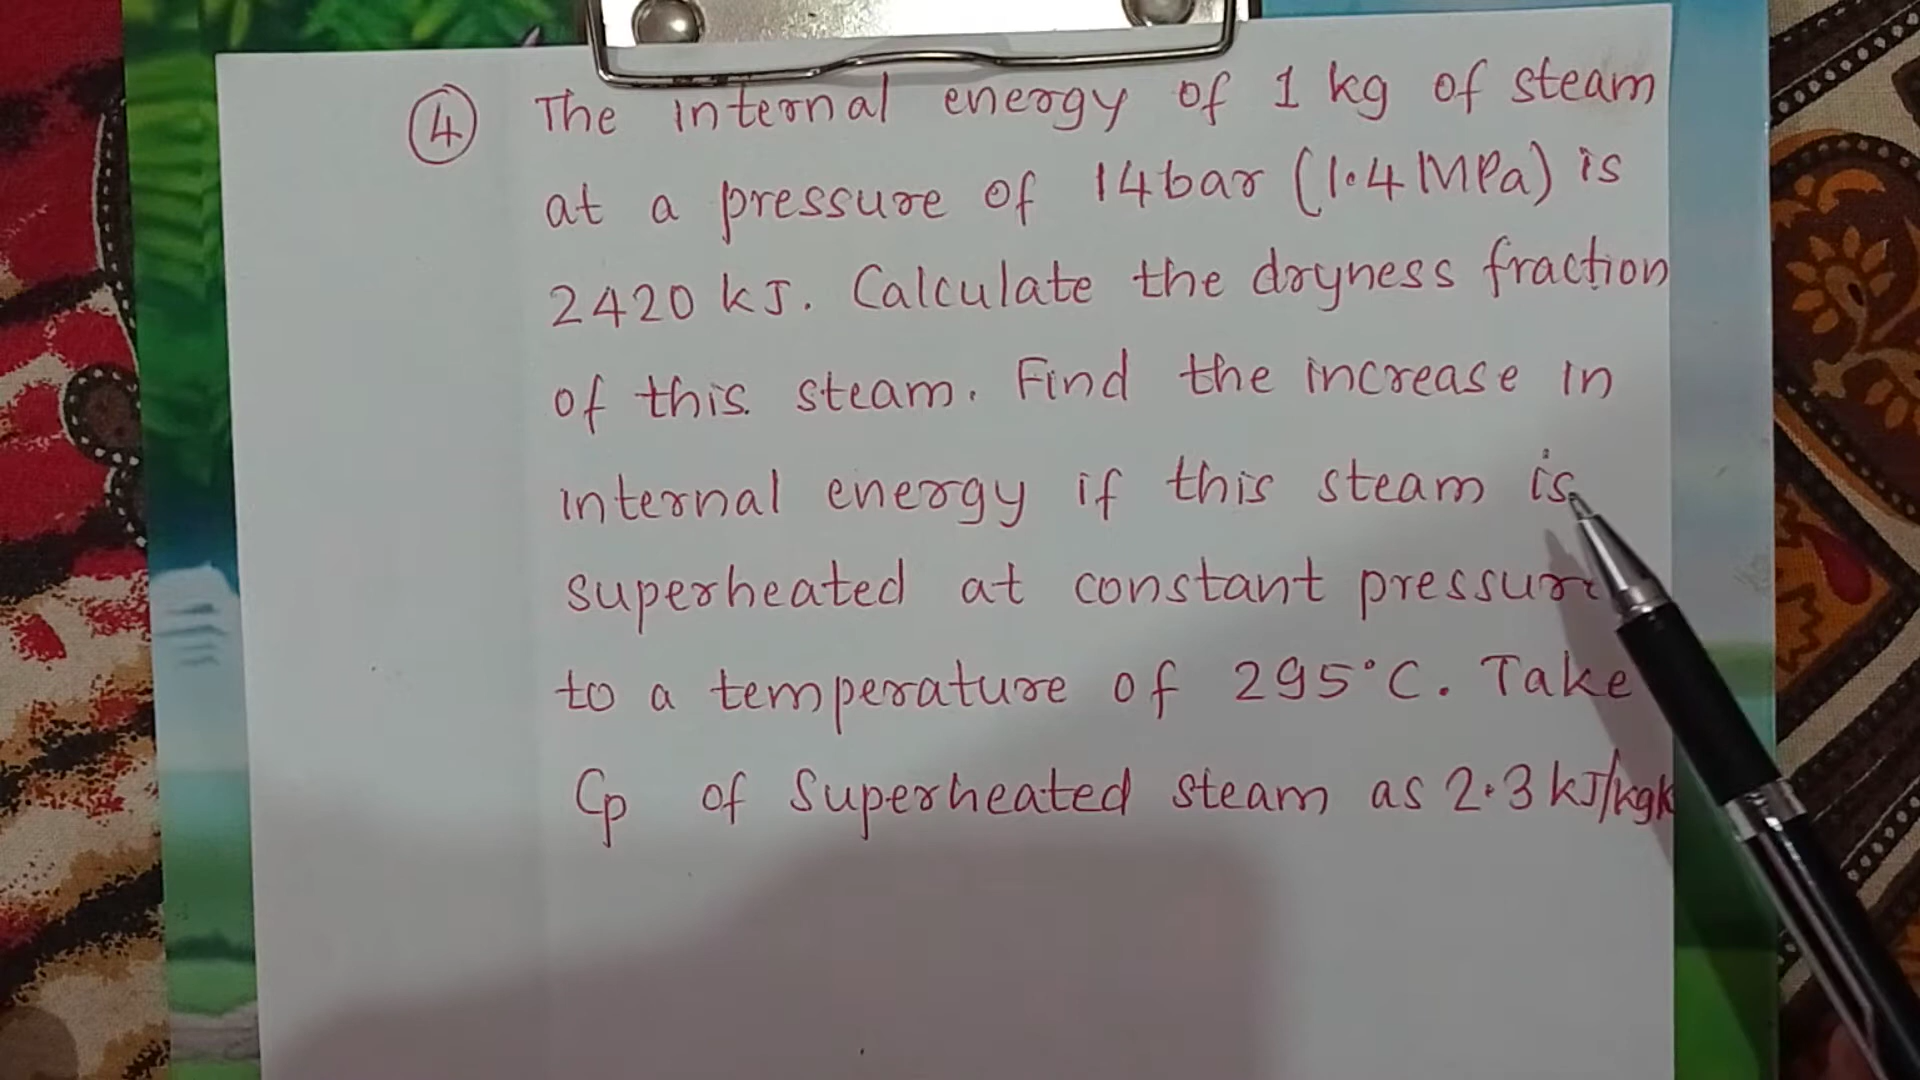 4 The internal energy of 1 kg of steam
at a pressure of 14bar (1.4 MPa) is
2420 kJ. Calculate the dryness fraction
of this steam. Find the increase in
internal energy if this steam is
superheated at constant pressure
to a temperature of 295°C. Take
Cp of Superheated steam as 2.3 kJ/kgk